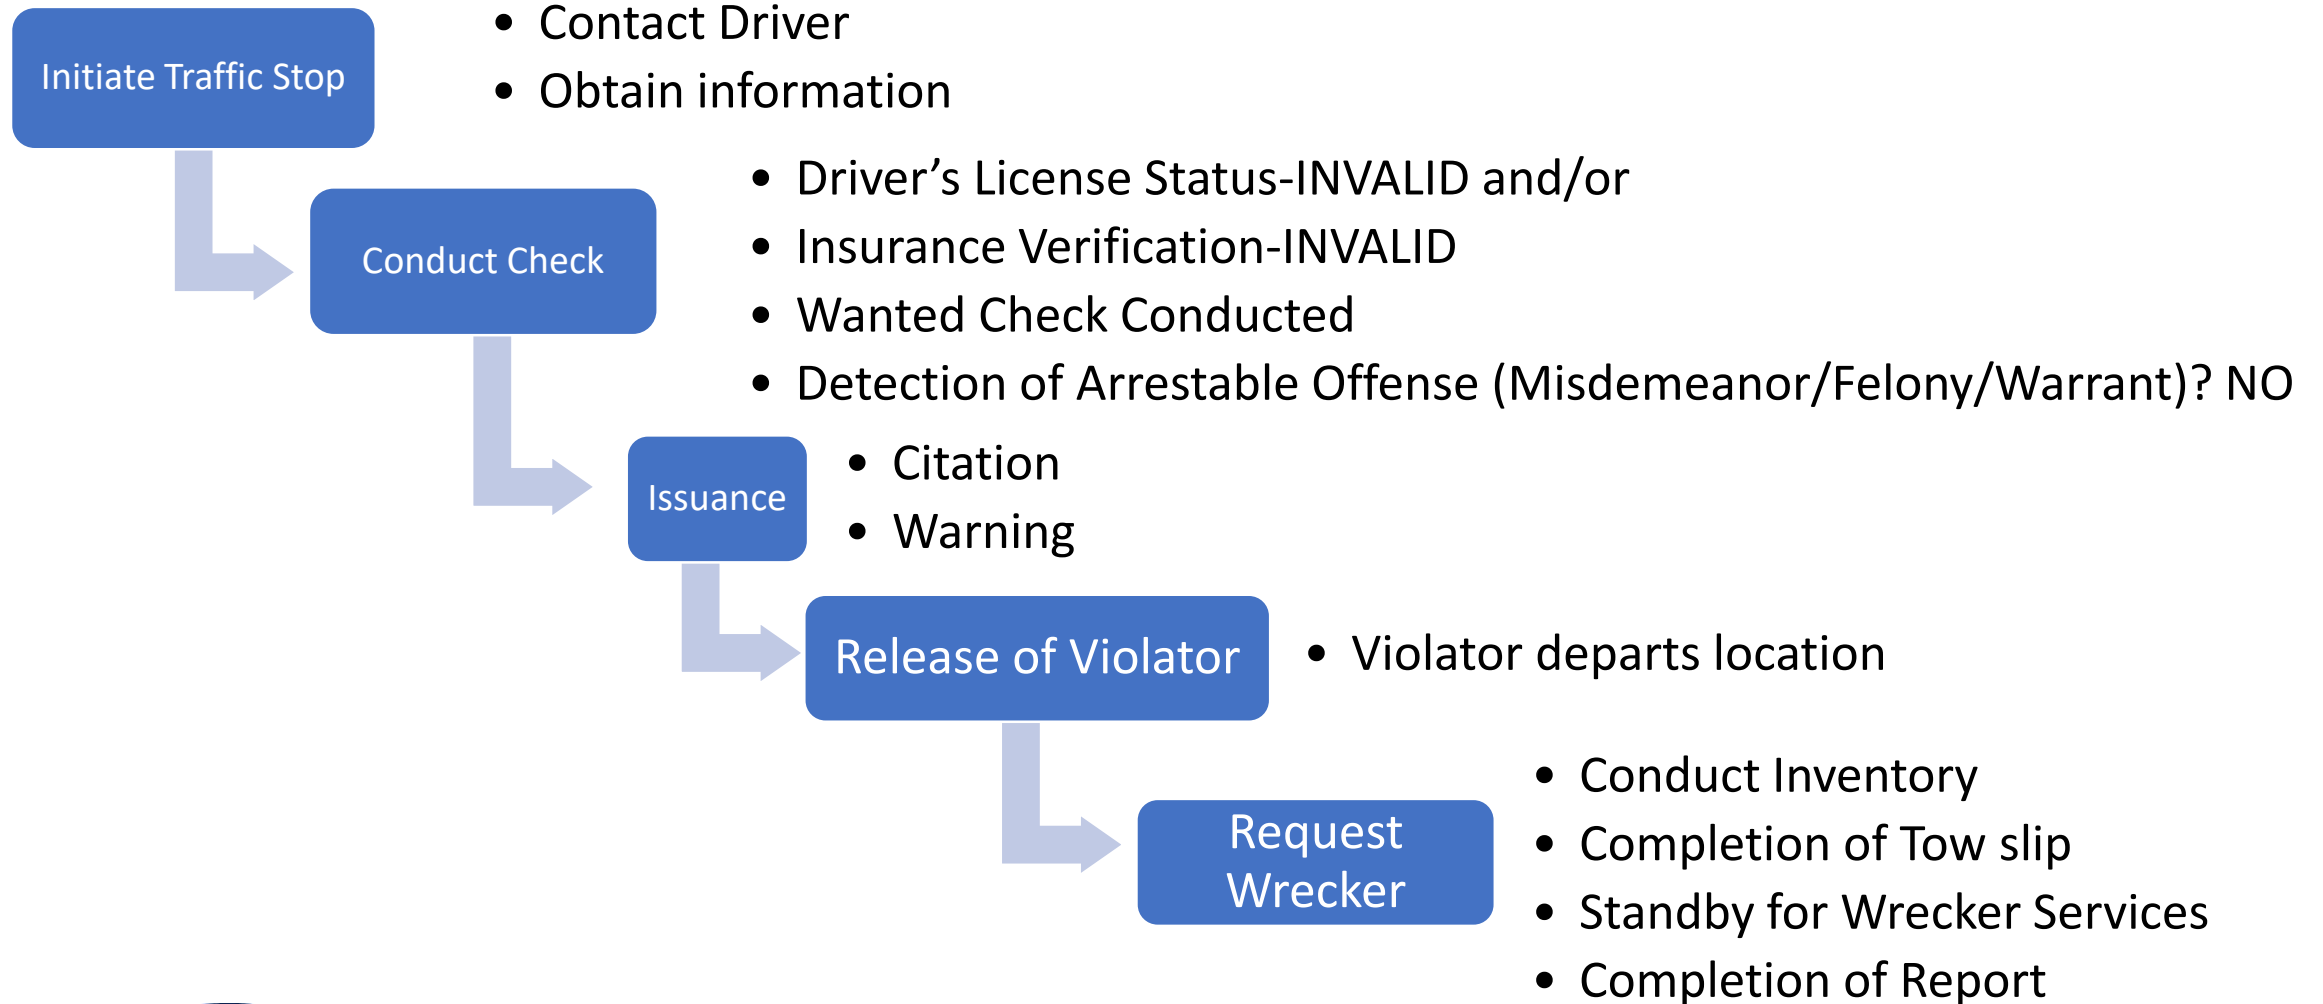 Initiate Traffic Stop
• Contact Driver
• Obtain information
Conduct Check
• Driver’s License Status-INVALID and/or
• Insurance Verification-INVALID
• Wanted Check Conducted
• Detection of Arrestable Offense (Misdemeanor/Felony/Warrant)? NO
Issuance
• Citation
• Warning
Release of Violator
• Violator departs location
Request
Wrecker
• Conduct Inventory
• Completion of Tow slip
• Standby for Wrecker Services
• Completion of Report